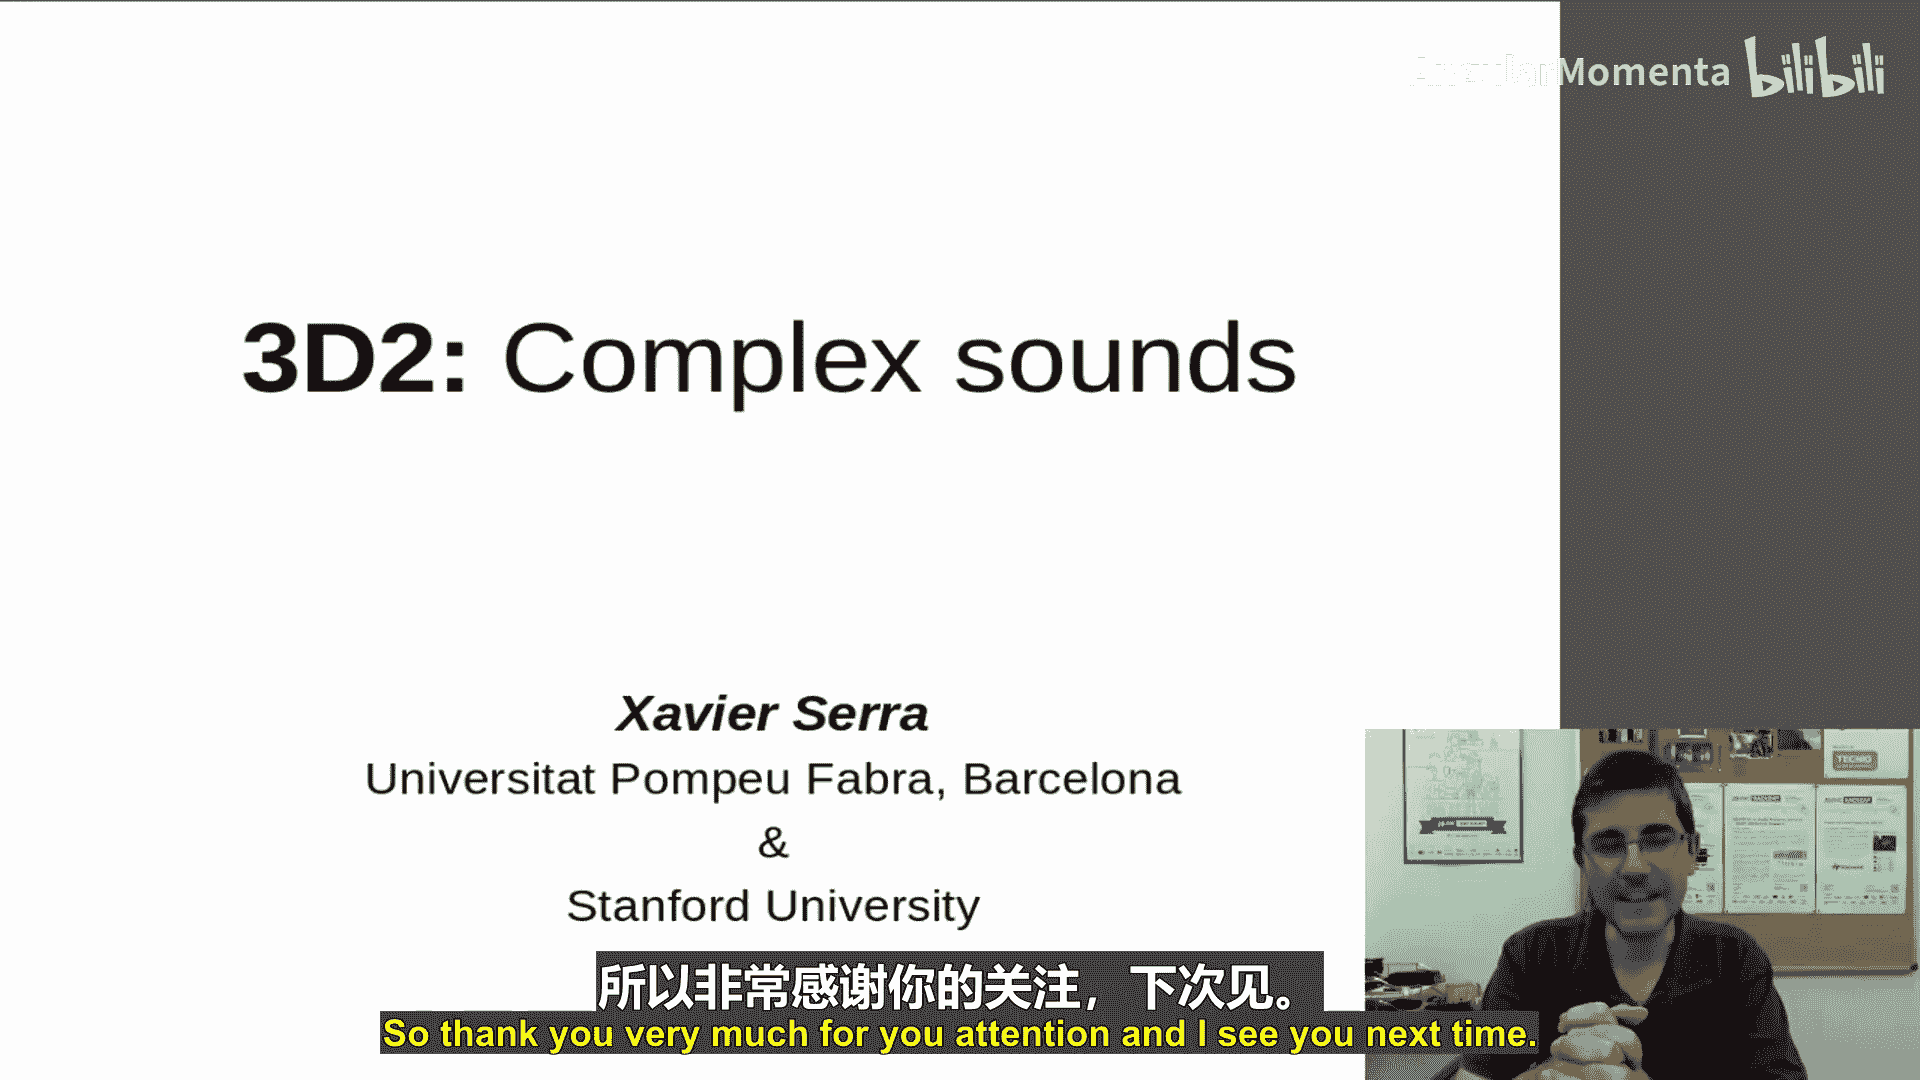 Momenta bilibili
3D2: Complex sounds
Xavier Serra
Universitat Pompeu Fabra, Barcelona
&
Stanford University
TECNIO
所以非常感谢你的关注，下次见。
So thank you very much for you attention and I see you next time.